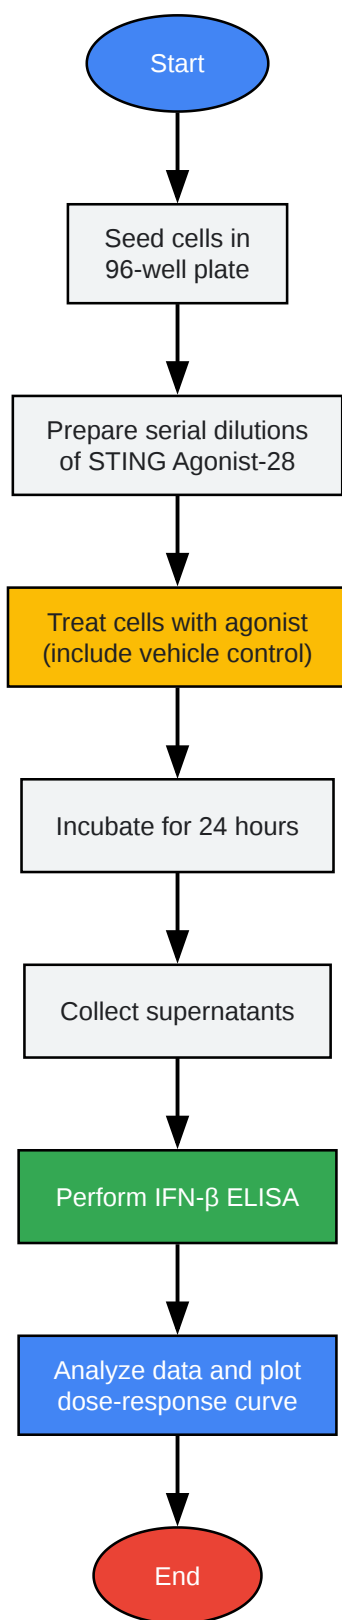 Start
Seed cells in
96-well plate
Prepare serial dilutions
of STING Agonist-28
Treat cells with agonist
(include vehicle control)
Incubate for 24 hours
Collect supernatants
Perform IFN-β ELISA
Analyze data and plot
dose-response curve
End